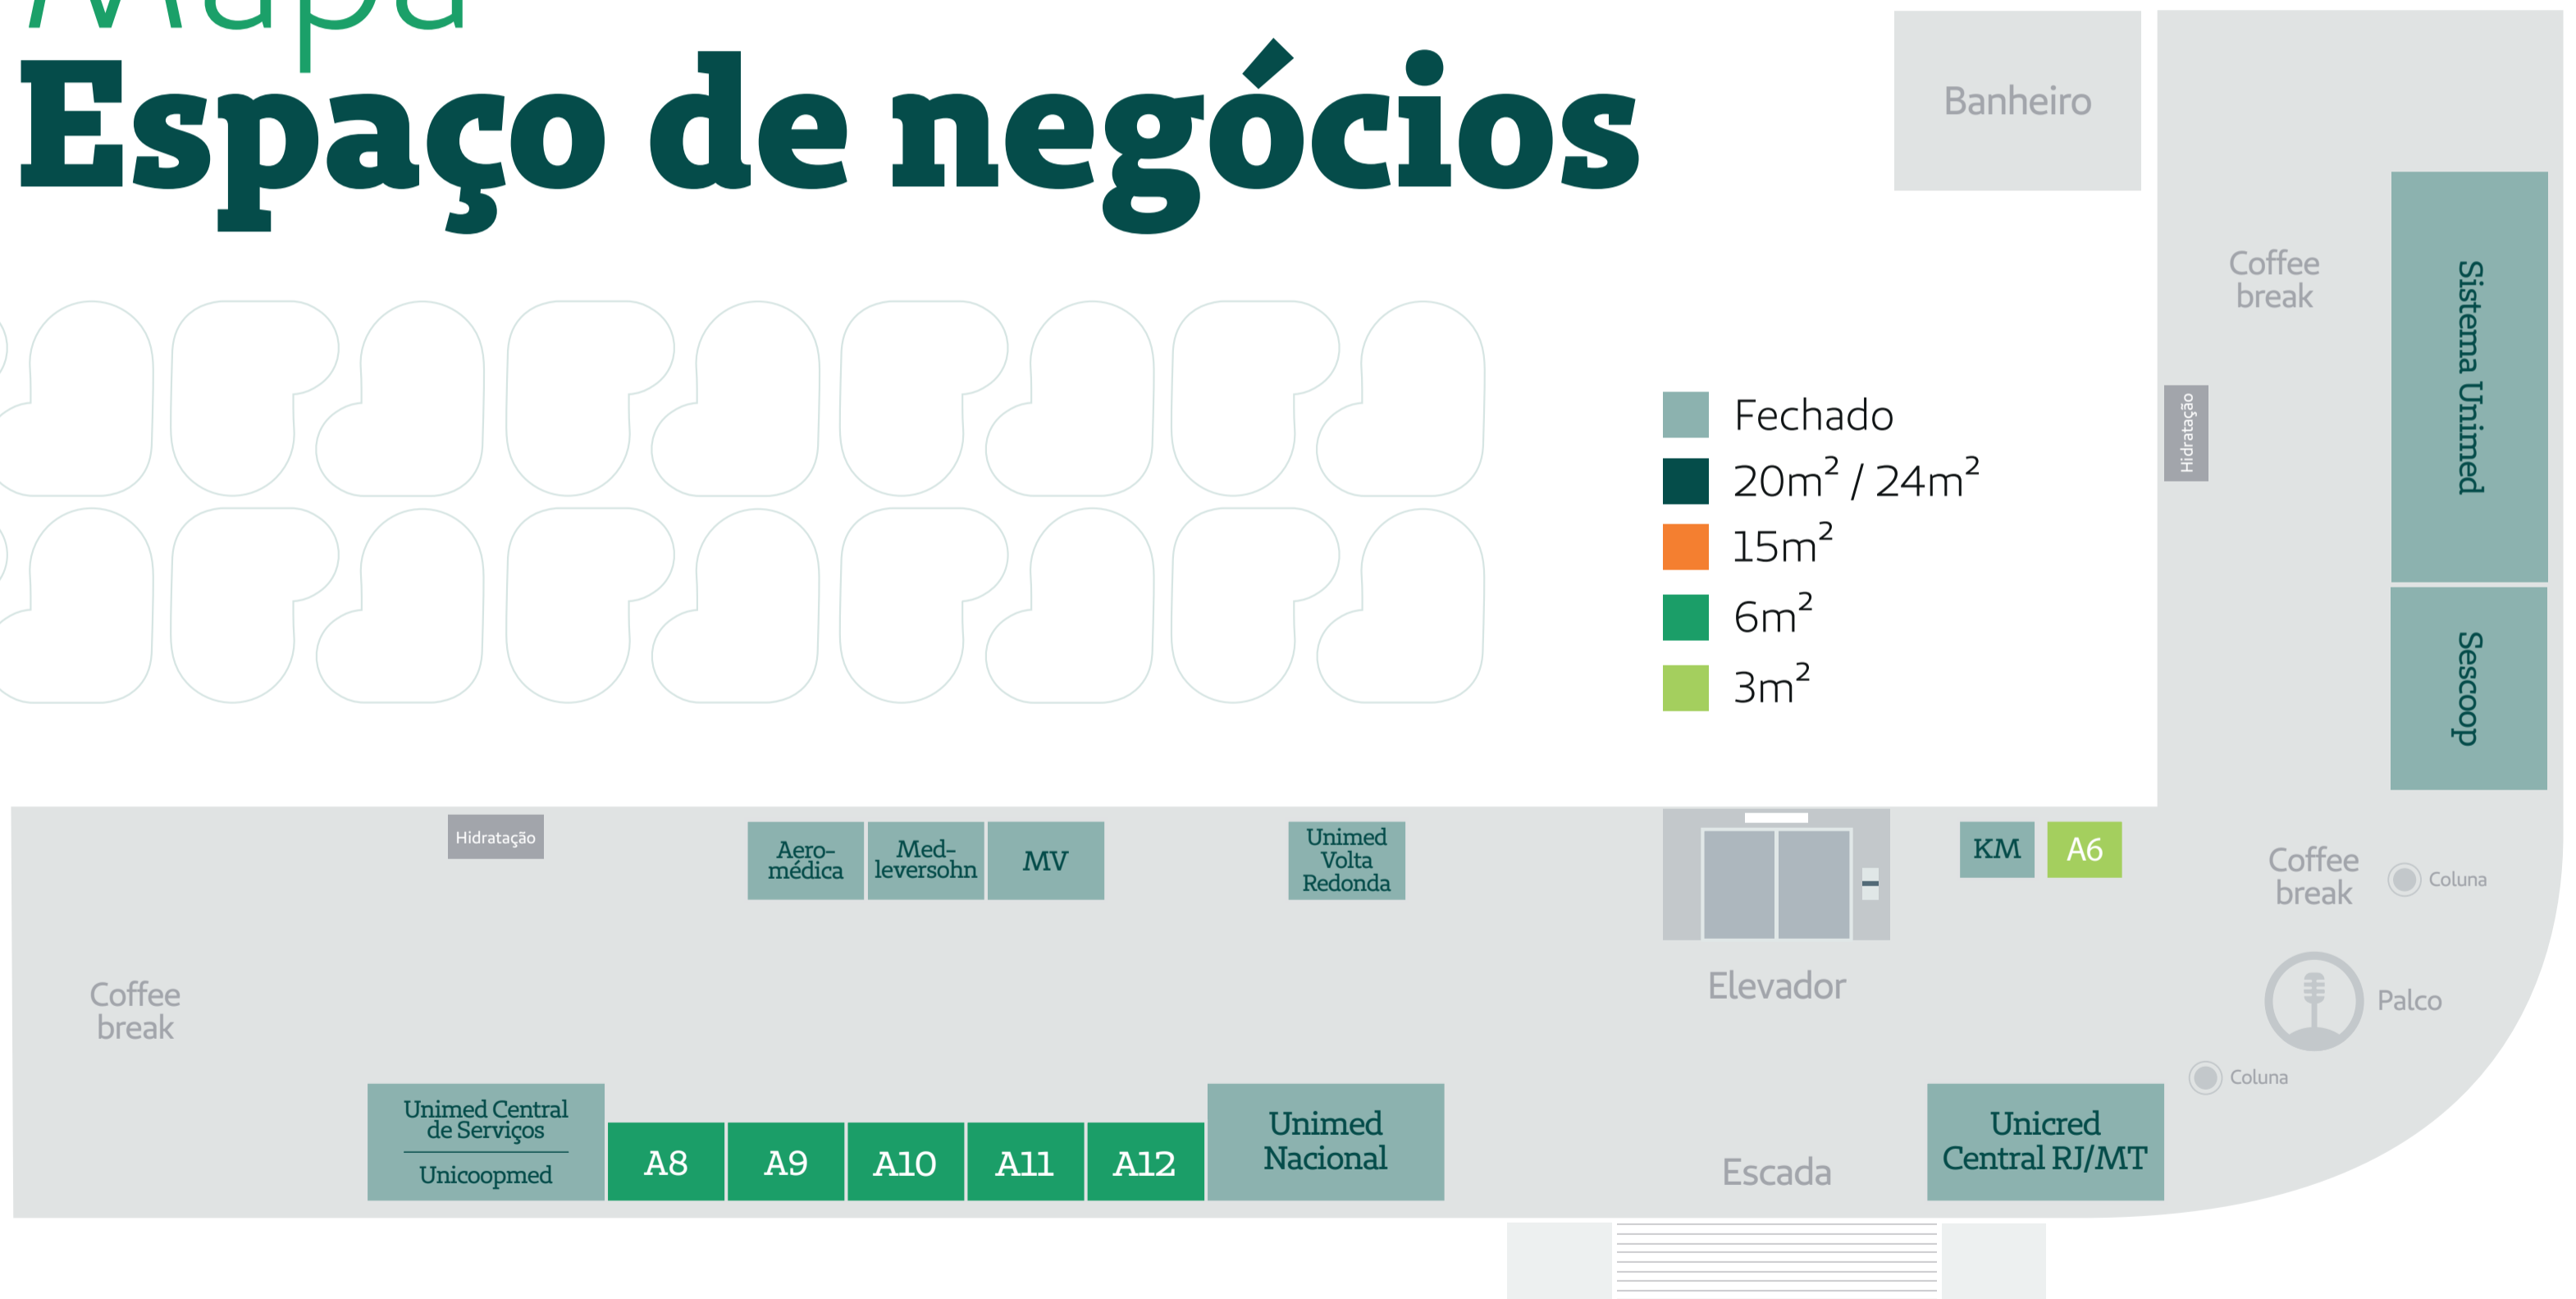 Mapa
Espaço de negócios
Banheiro
Coffee
break
Sistema Unimed
Hidratação
Fechado
20m² / 24m²
15m²
6m²
3m²
Sescoop
Hidratação
Aero-
médica
Med-
leversohn
MV
Unimed
Volta
Redonda
KM
A6
Coffee
break
Coluna
Elevador
Palco
Coffee
break
Coluna
Unimed Central
de Serviços
Unicoopmed
A8
A9
A10
A11
A12
Unimed
Nacional
Escada
Unicred
Central RJ/MT